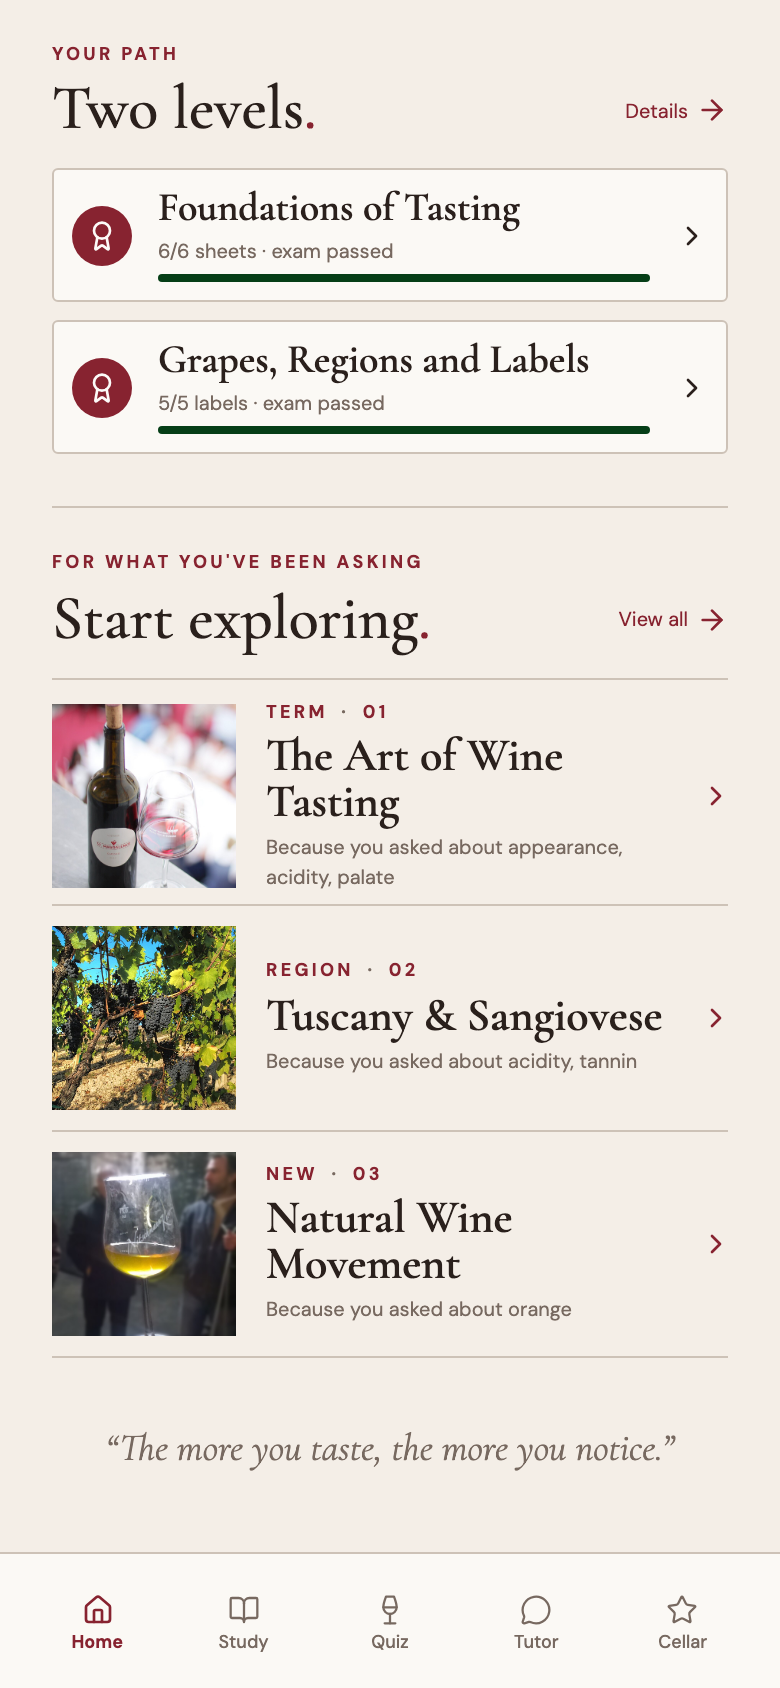 YOUR PATH
Two levels.
Details
Foundations of Tasting
6/6 sheets · exam passed
Grapes, Regions and Labels
5/5 labels · exam passed
FOR WHAT YOU'VE BEEN ASKING
Start exploring.
View all
TERM · 01
The Art of Wine
Tasting
Because you asked about appearance,
acidity, palate
REGION · 02
Tuscany & Sangiovese
Because you asked about acidity, tannin
NEW · 03
Natural Wine
Movement
Because you asked about orange
“The more you taste, the more you notice.”
Home
Study
Quiz
Tutor
Cellar